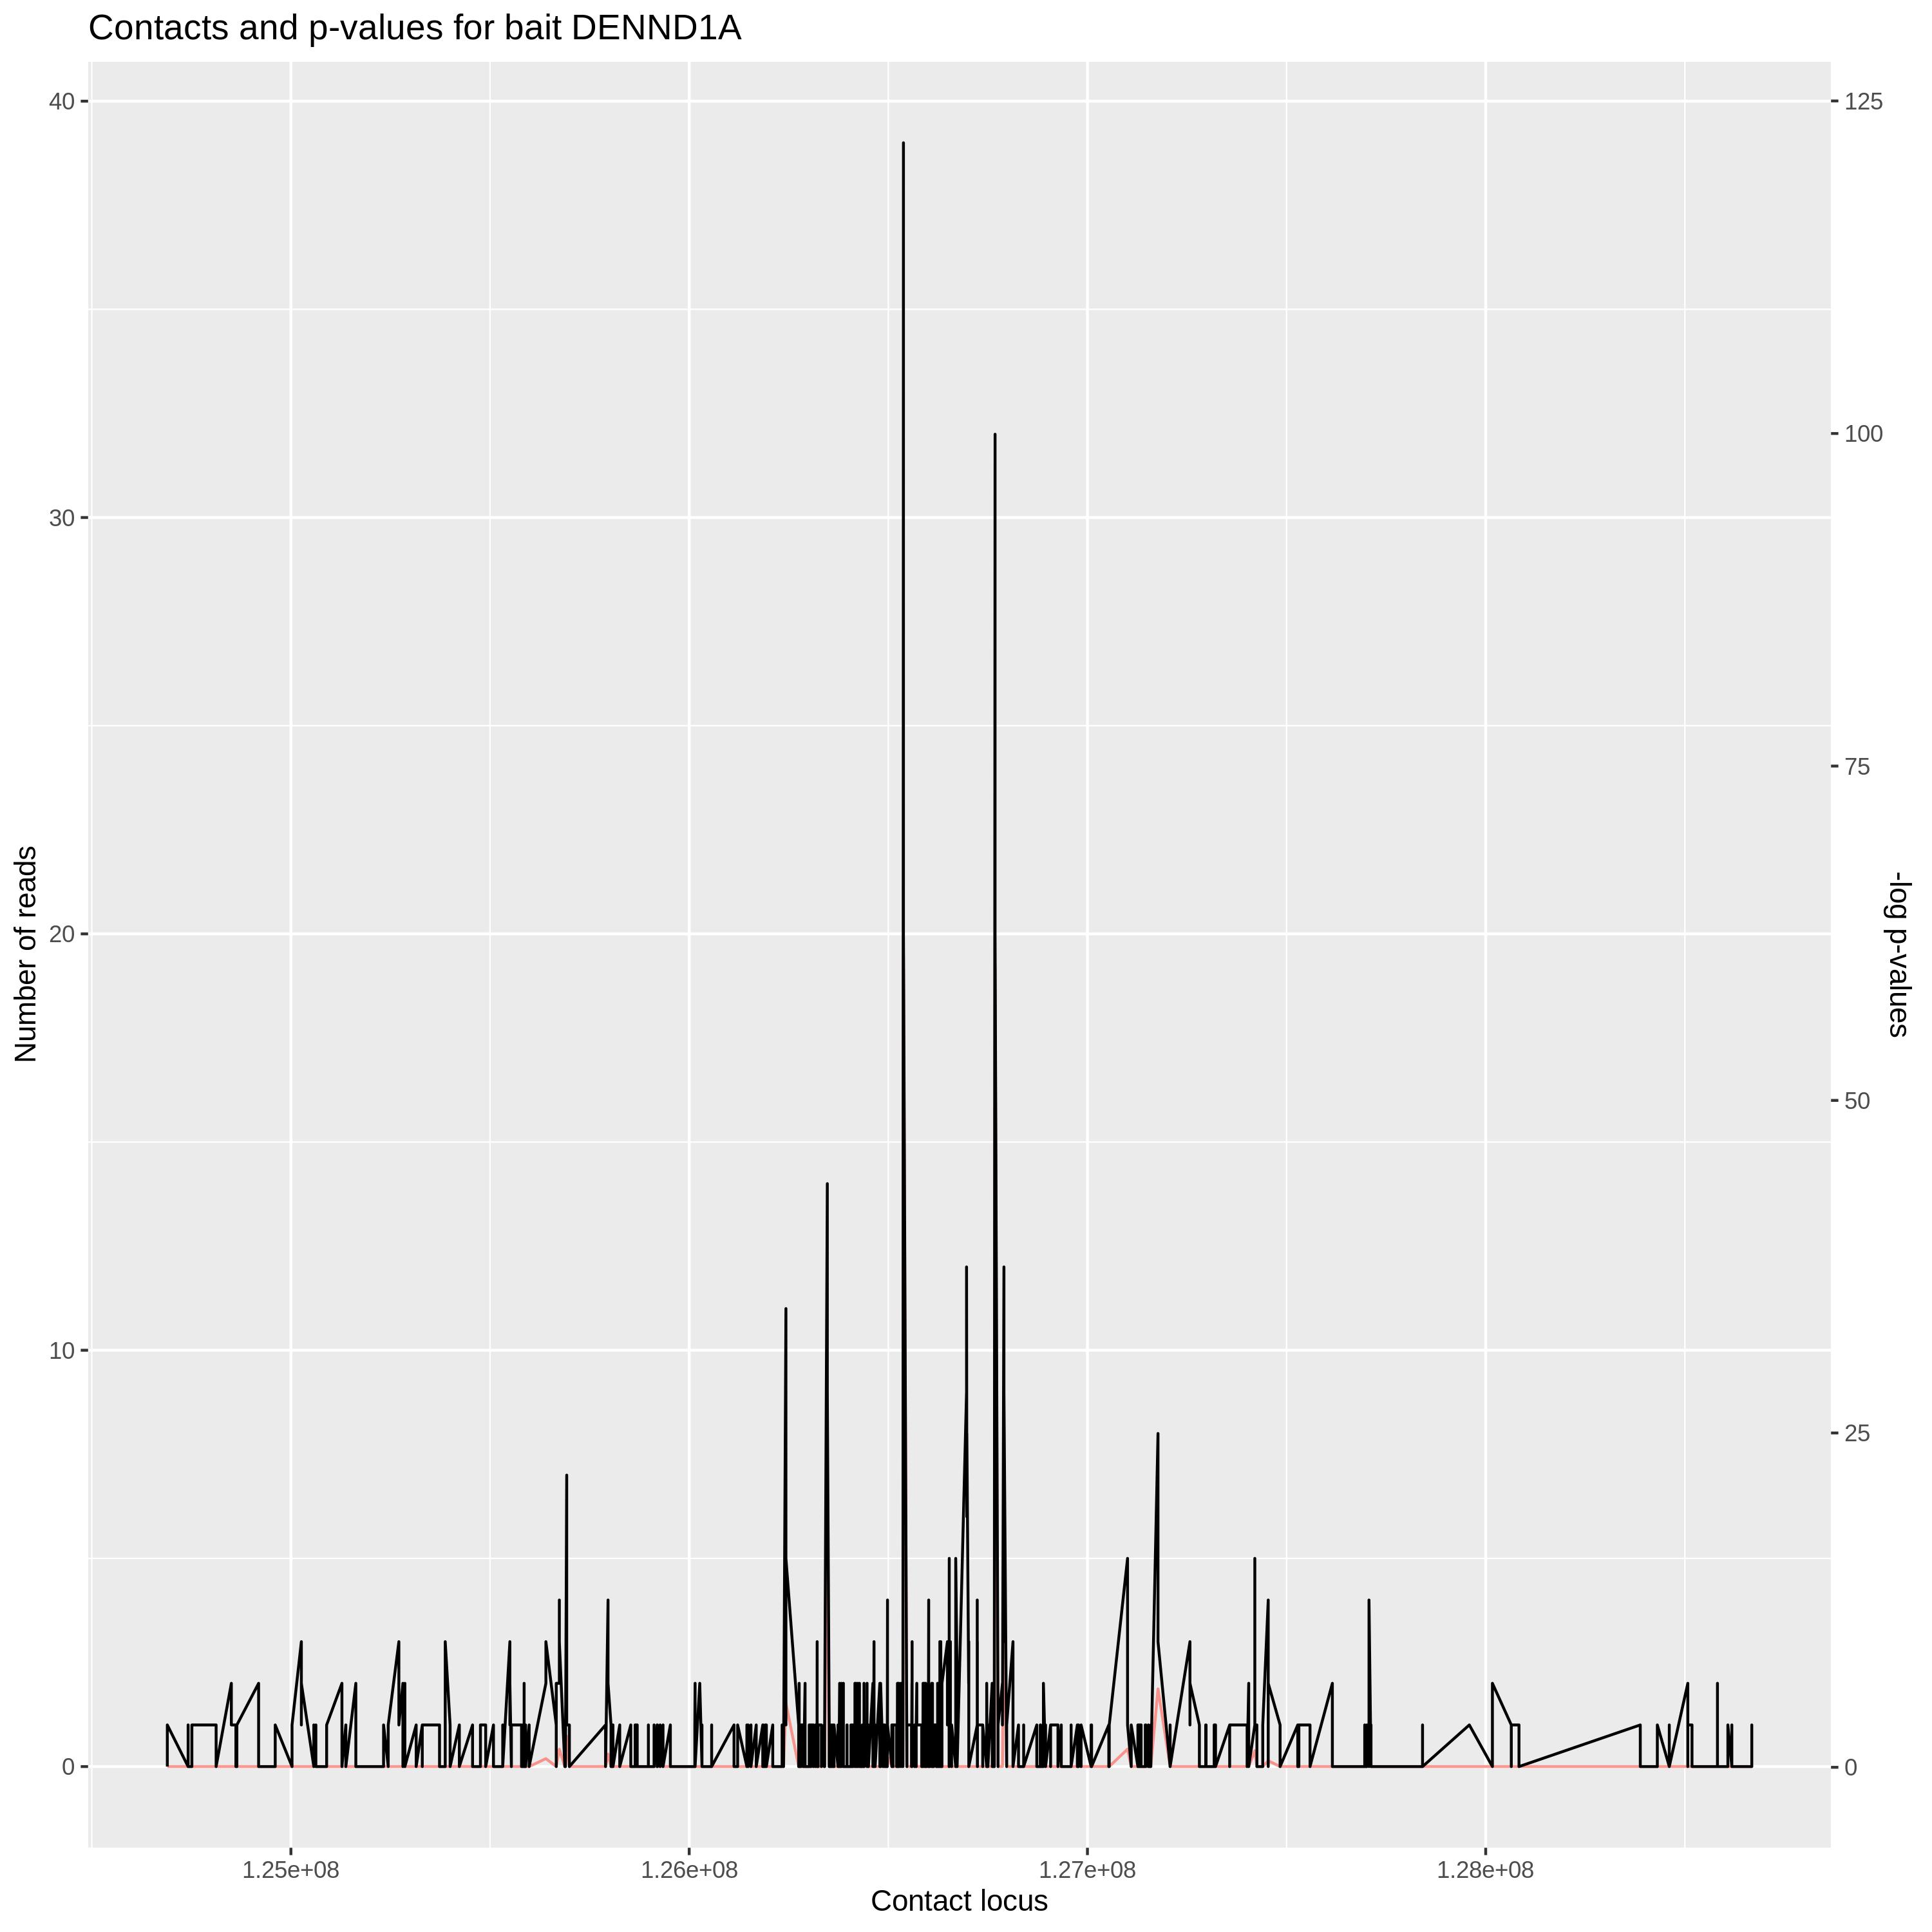 Contacts and p-values for bait DENND1A
40
30
20
10
0
Number of reads
125
100
75
50
25
0
-log p-values
1.25e+08
1.26e+08
1.27e+08
1.28e+08
Contact locus